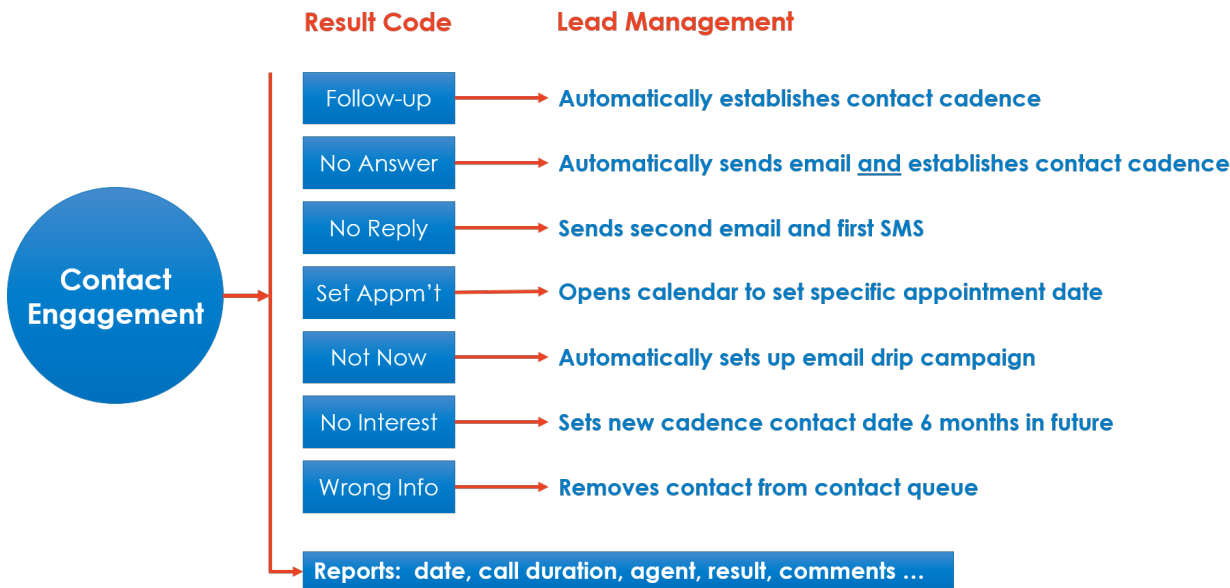 Result Code
Lead Management
Follow-up
Automatically establishes contact cadence
No Answer
Automatically sends email and establishes contact cadence
No Reply
Sends second email and first SMS
Contact
Engagement
Set Appm't
Opens calendar to set specific appointment date
Not Now
Automatically sets up email drip campaign
No Interest
Sets new cadence contact date 6 months in future
Wrong Info
Removes contact from contact queue
Reports: date, call duration, agent, result, comments ...